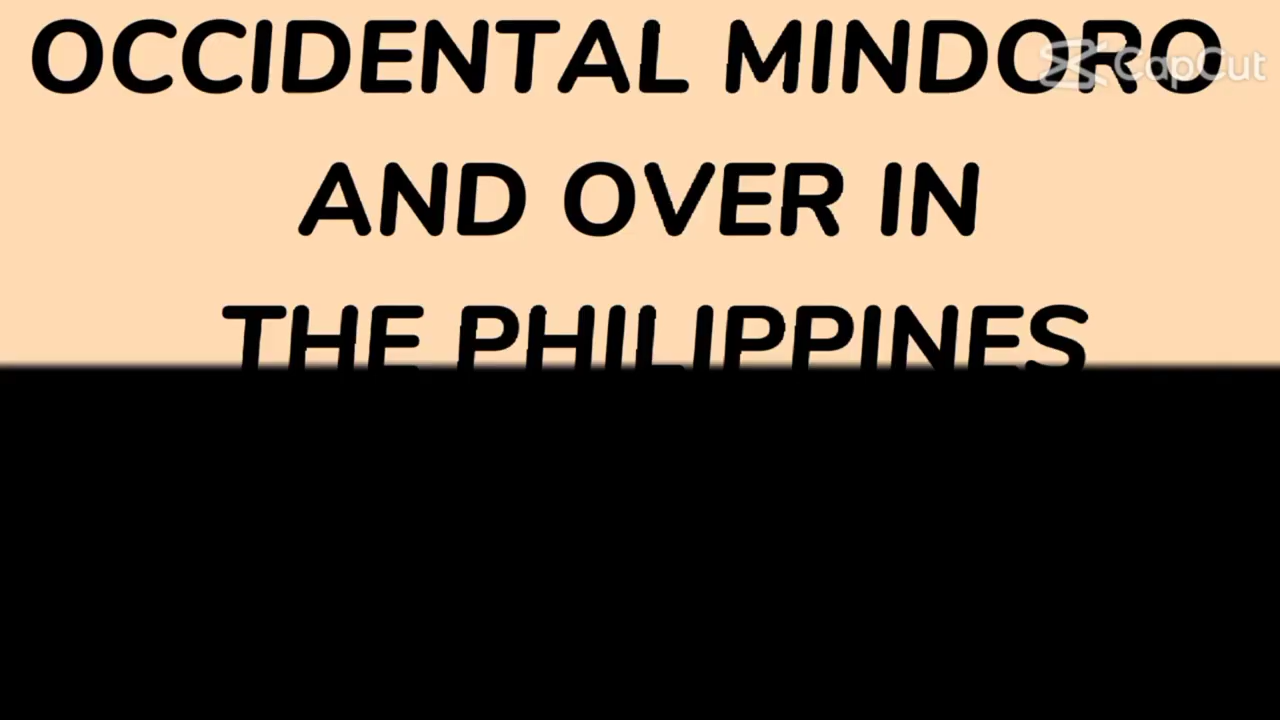 OCCIDENTAL MINDORO
CapCut
AND OVER IN
THE PHILIPPINES